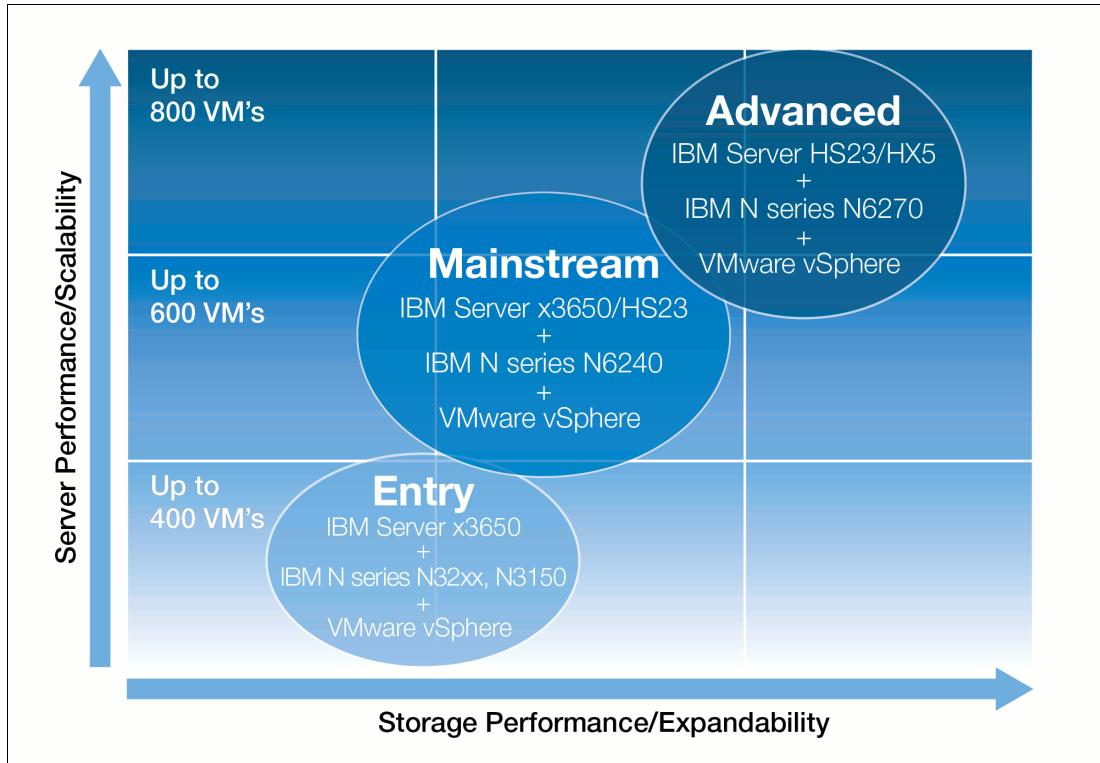 Server Performance/Scalability
Up to
800 VM's
Advanced
IBM Server HS23/HX5
+
IBM N series N6270
+
VMware vSphere
Up to
600 VM's
Mainstream
IBM Server x3650/HS23
+
IBM N series N6240
+
VMware vSphere
Up to
400 VM's
Entry
IBM Server x3650
+
IBM N series N32xx, N3150
+
VMware vSphere
Storage Performance/Expandability